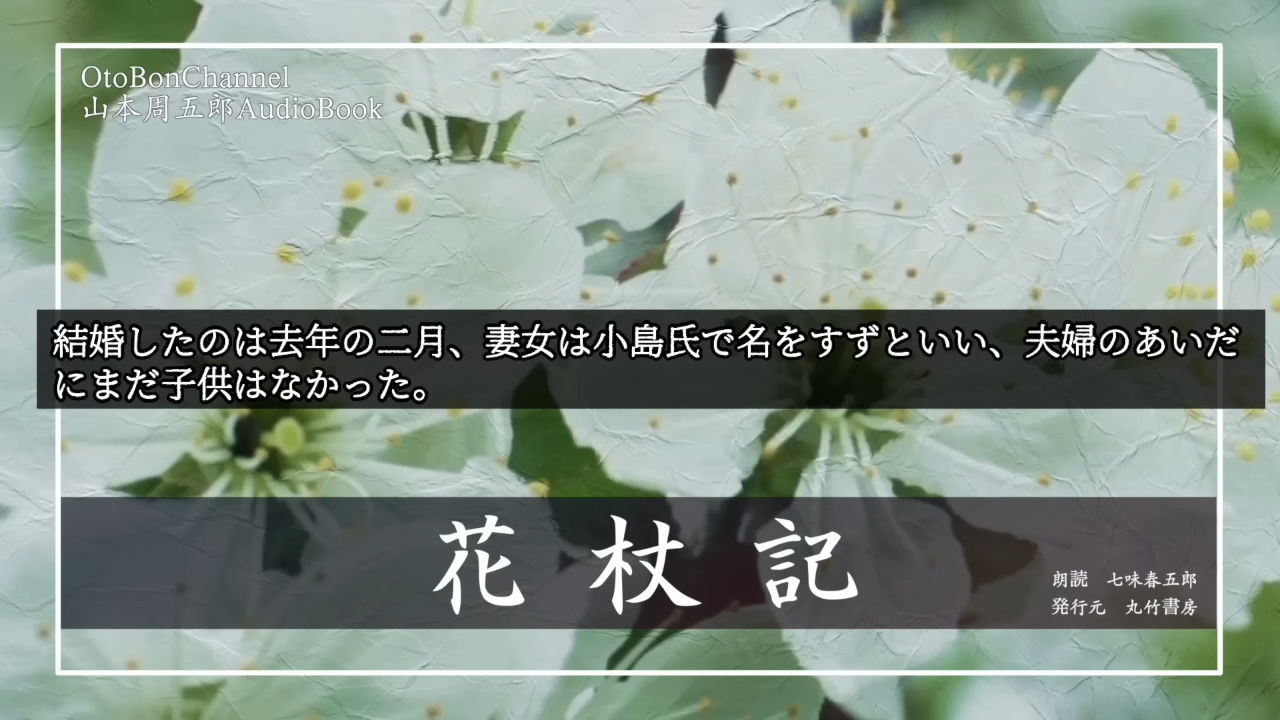 OtoBonChannel
山本周五郎AudioBook
結婚したのは去年の二月、妻女は小島氏で名をすずといい、夫婦のあいだ
にまだ子供はなかった。
花杖記
朗読　七味春五郎
発行元　丸竹書房